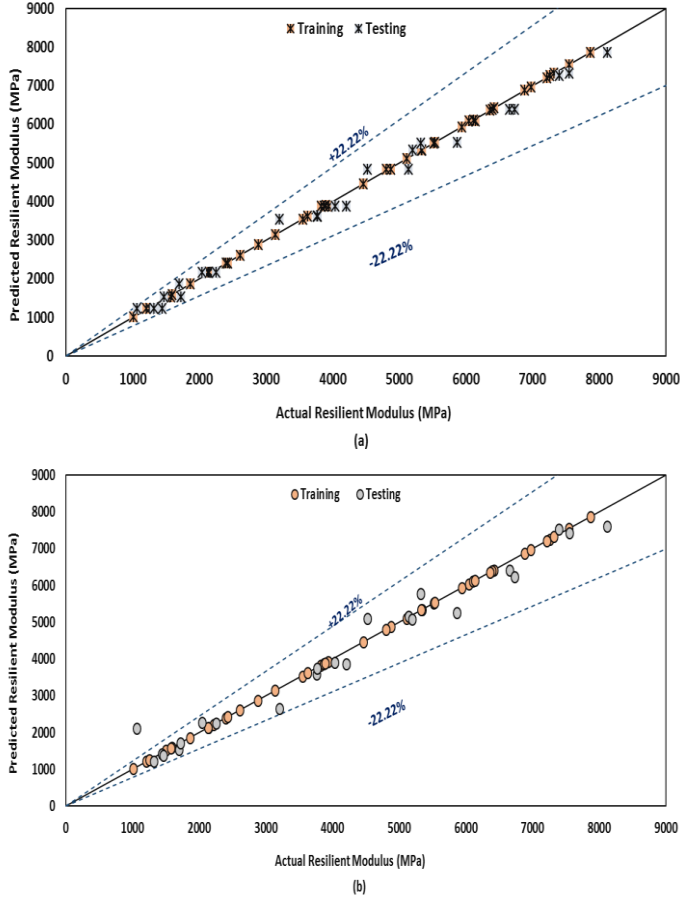 9000
Training Testing
8000
7000
+22.22%
6000
5000
4000
3000
-22.22%
2000
1000
0
Predicted Resilient Modulus (MPa)
0 1000 2000 3000 4000 5000 6000 7000 8000 9000
Actual Resilient Modulus (MPa)
(a)
9000
Training Testing
8000
7000
6000
+22.22%
5000
4000
3000
-22.22%
2000
1000
0
Predicted Resilient Modulus (MPa)
0 1000 2000 3000 4000 5000 6000 7000 8000 9000
Actual Resilient Modulus (MPa)
(b)